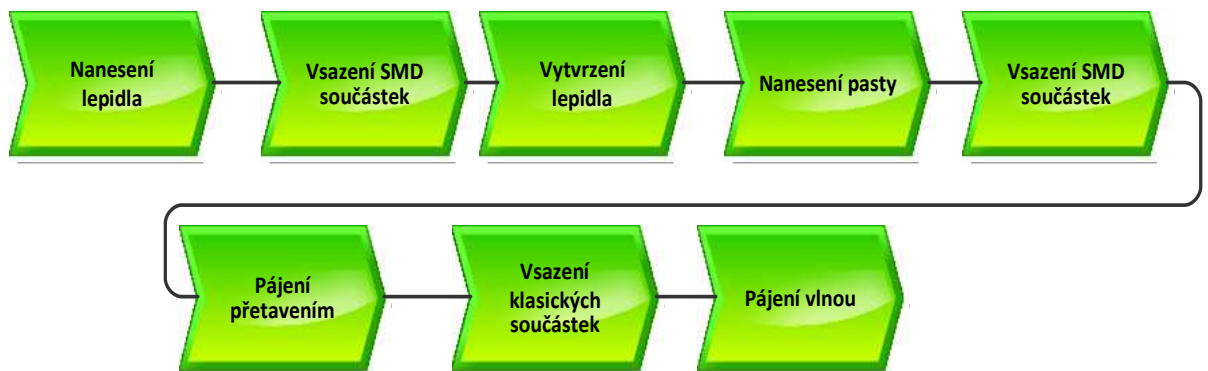 Nanesení
lepidla
Vsazení SMD
součástek
Vytvrzení
lepidla
Nanesení pasty
Vsazení SMD
součástek
Pájení
přetavením
Vsazení
klasických
součástek
Pájení vlnou